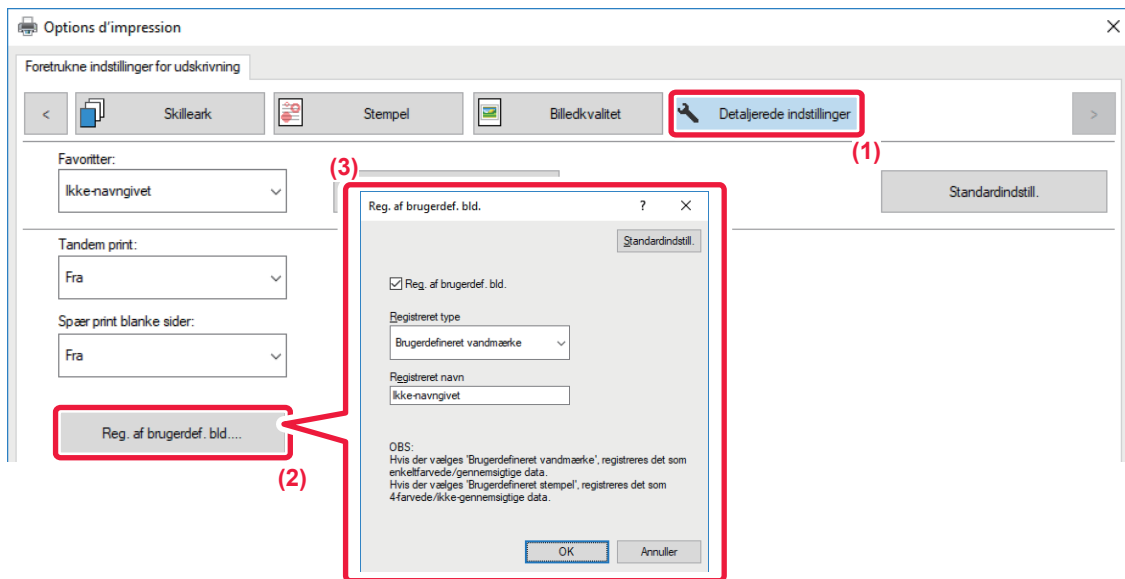 Options d'impression
Foretrukne indstillinger for udskrivning
<
Skilleark
Stempel
Billedkvalitet
Detaljerede indstillinger
>
(1)
Favoritter:
Ikke-navngivet
(3)
Standardindstill.
Reg. af brugerdef. bld.
?
Standardindstill.
Tandem print:
Fra
Reg. af brugerdef. bld.
Spær print blanke sider:
Fra
Registreret type
Brugerdefineret vandmærke
Registreret navn
Ikke-navngivet
Reg. af brugerdef. bld....
(2)
OBS:
Hvis der vælges 'Brugerdefineret vandmærke', registreres det som
enkeltfarvede/gennemsigtige data.
Hvis der vælges 'Brugerdefineret stempel', registreres det som
4-farvede/ikke-gennemsigtige data.
OK
Annuller